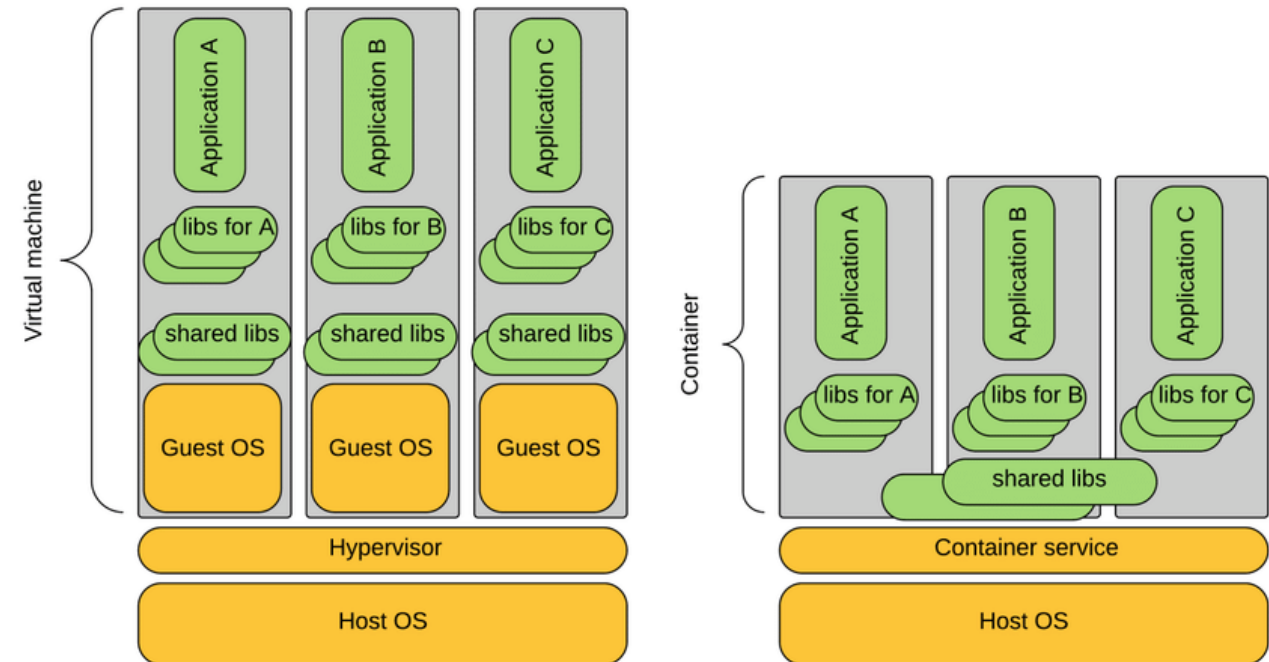 Virtual machine
Application A
Application B
Application C
libs for A
libs for B
libs for C
shared libs
shared libs
shared libs
Guest OS
Guest OS
Guest OS
Hypervisor
Host OS
Container
Application A
Application B
Application C
libs for A
libs for B
libs for C
shared libs
Container service
Host OS